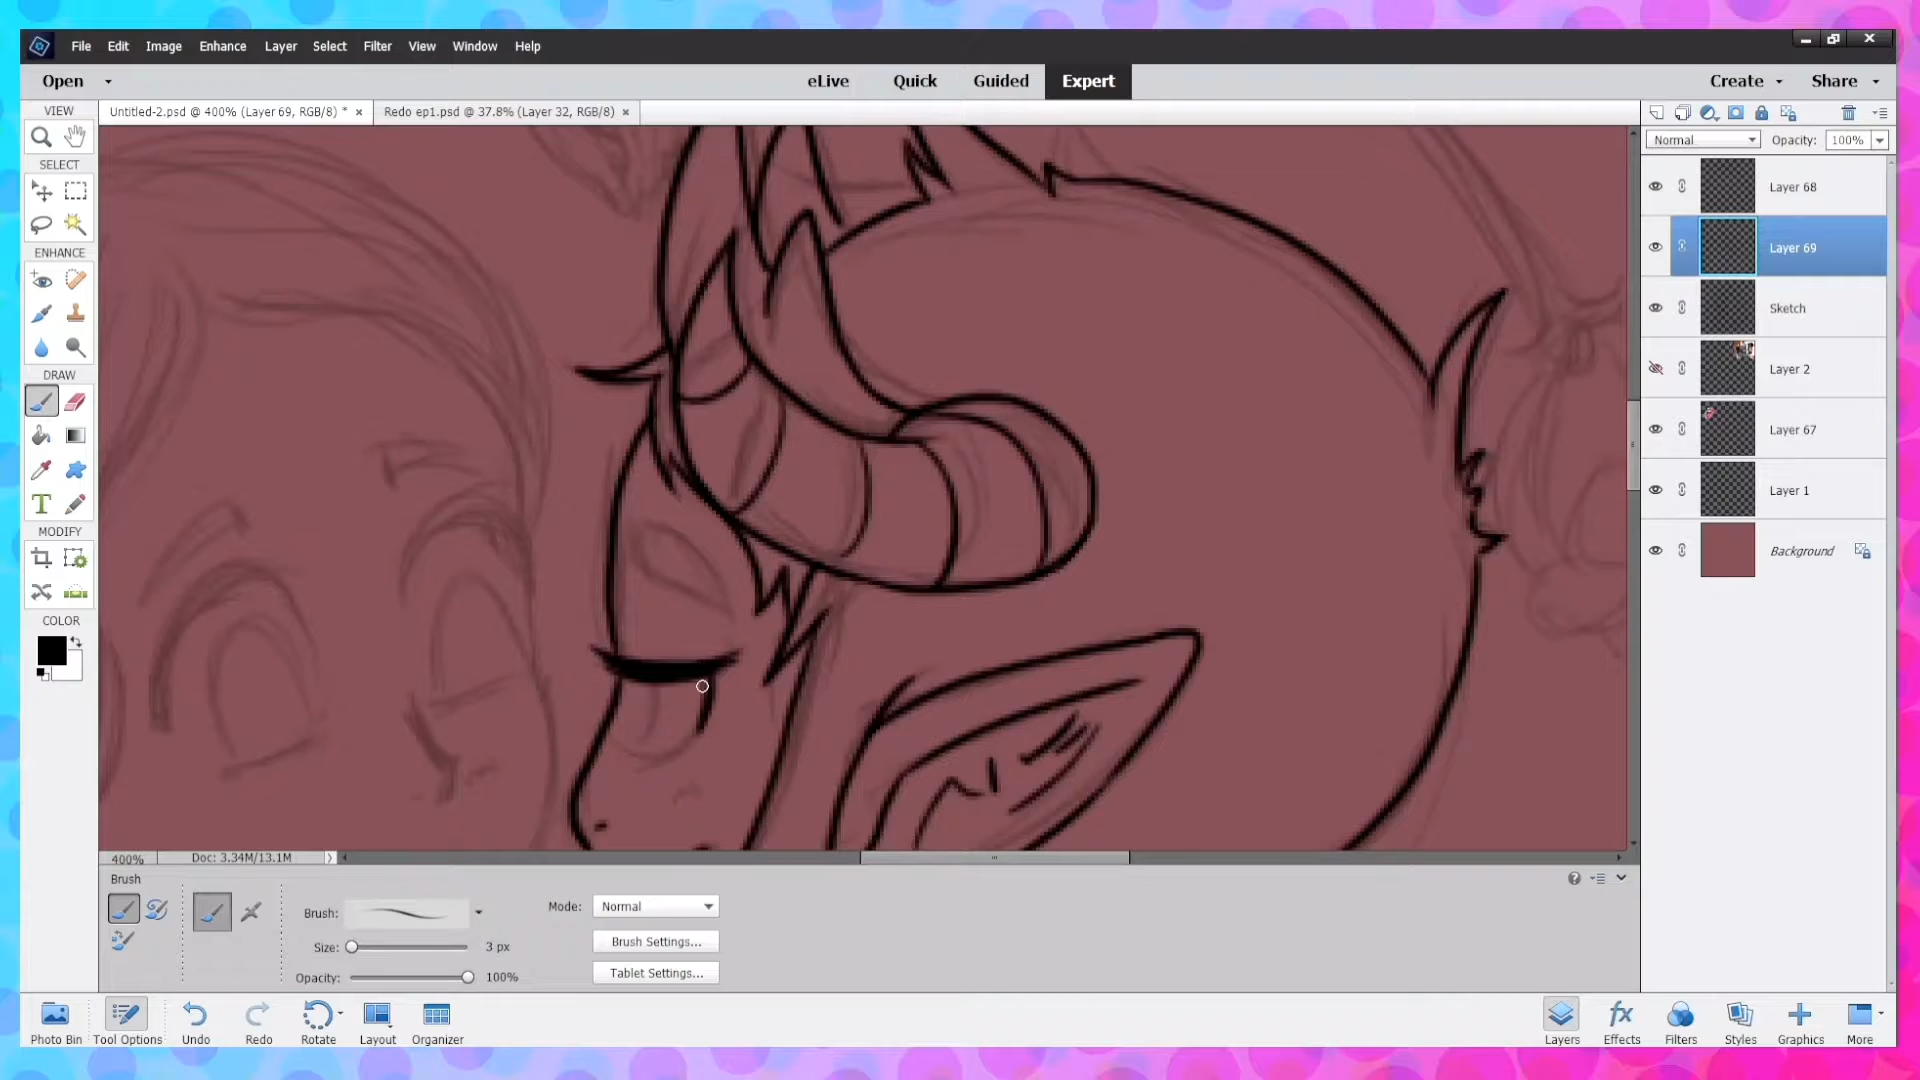 File Edit Image Enhance Layer Select Filter View Window Help
Open eLive Quick Guided Expert Create Share
VIEW
Untitled-2.psd @ 400% (Layer 69, RGB/8) * × Redo ep1.psd @ 37.8% (Layer 32, RGB/8) ×
Normal Opacity: 100%
SELECT
Layer 68
ENHANCE
Layer 69
Sketch
DRAW
Layer 2
Layer 67
T
Layer 1
MODIFY
Background
COLOR
400% Doc: 3.34M/13.1M
Brush
Brush: Mode: Normal
Size: 3 px Brush Settings...
Opacity: 100% Tablet Settings...
fx
Photo Bin Tool Options Undo Redo Rotate Layout Organizer Layers Effects Filters Styles Graphics More